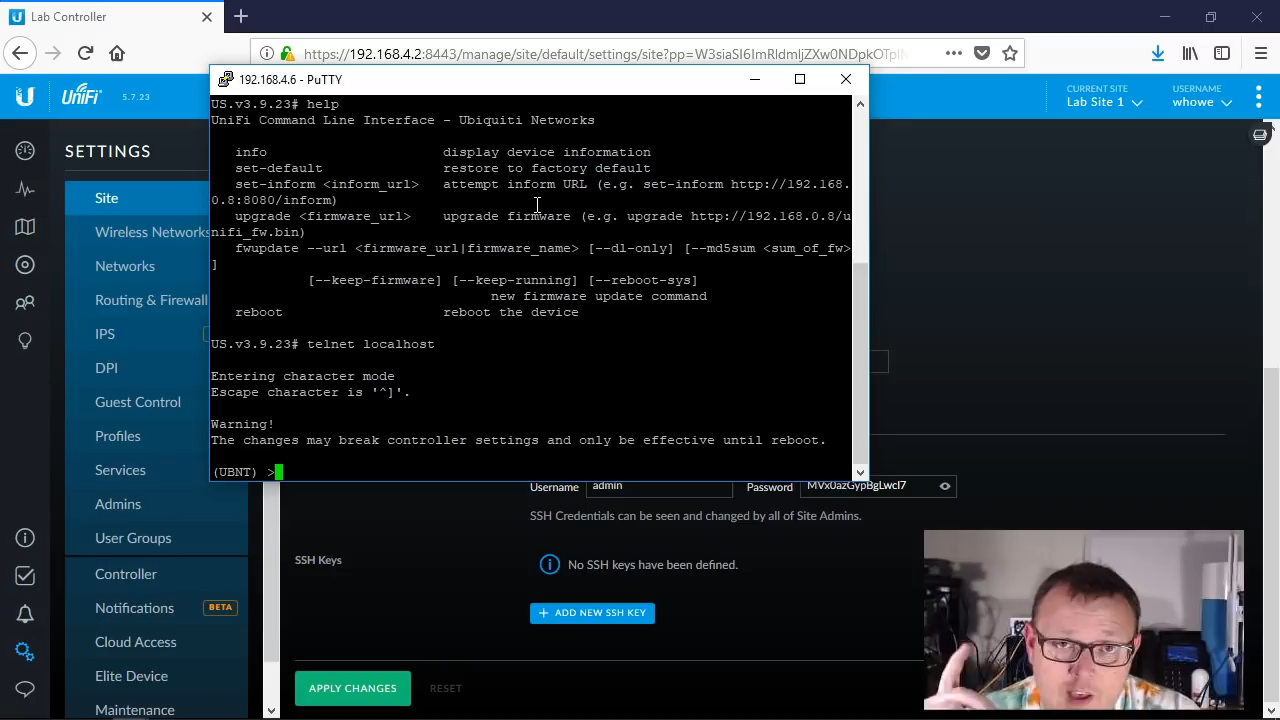 Lab Controller
https://192.168.4.2:8443/manage/site/default/settings/site?pp=
192.168.4.6 - PuTTY
UniFi 5.7.23
CURRENT SITE
Lab Site 1
USERNAME
whowe
SETTINGS
Site
Wireless Networks
Networks
Routing & Firewall
IPS
DPI
Guest Control
Profiles
Services
Admins
User Groups
Controller
Notifications BETA
Cloud Access
Elite Device
Maintenance
US.v3.9.23# help
UniFi Command Line Interface - Ubiquiti Networks
info display device information
set-default restore to factory default
set-inform <inform_url> attempt inform URL (e.g. set-inform http://192.168.
0.8:8080/inform)
upgrade <firmware_url> upgrade firmware (e.g. upgrade http://192.168.0.8/u
nifi_fw.bin)
fwupdate --url <firmware_url|firmware_name> [--dl-only] [--md5sum <sum_of_fw>
]
[--keep-firmware] [--keep-running] [--reboot-sys]
new firmware update command
reboot reboot the device
US.v3.9.23# telnet localhost
Entering character mode
Escape character is '^]'.
Warning!
The changes may break controller settings and only be effective until reboot.
(UBNT) >
Username admin Password
SSH Credentials can be seen and changed by all of Site Admins.
SSH Keys
No SSH keys have been defined.
+ ADD NEW SSH KEY
APPLY CHANGES
RESET